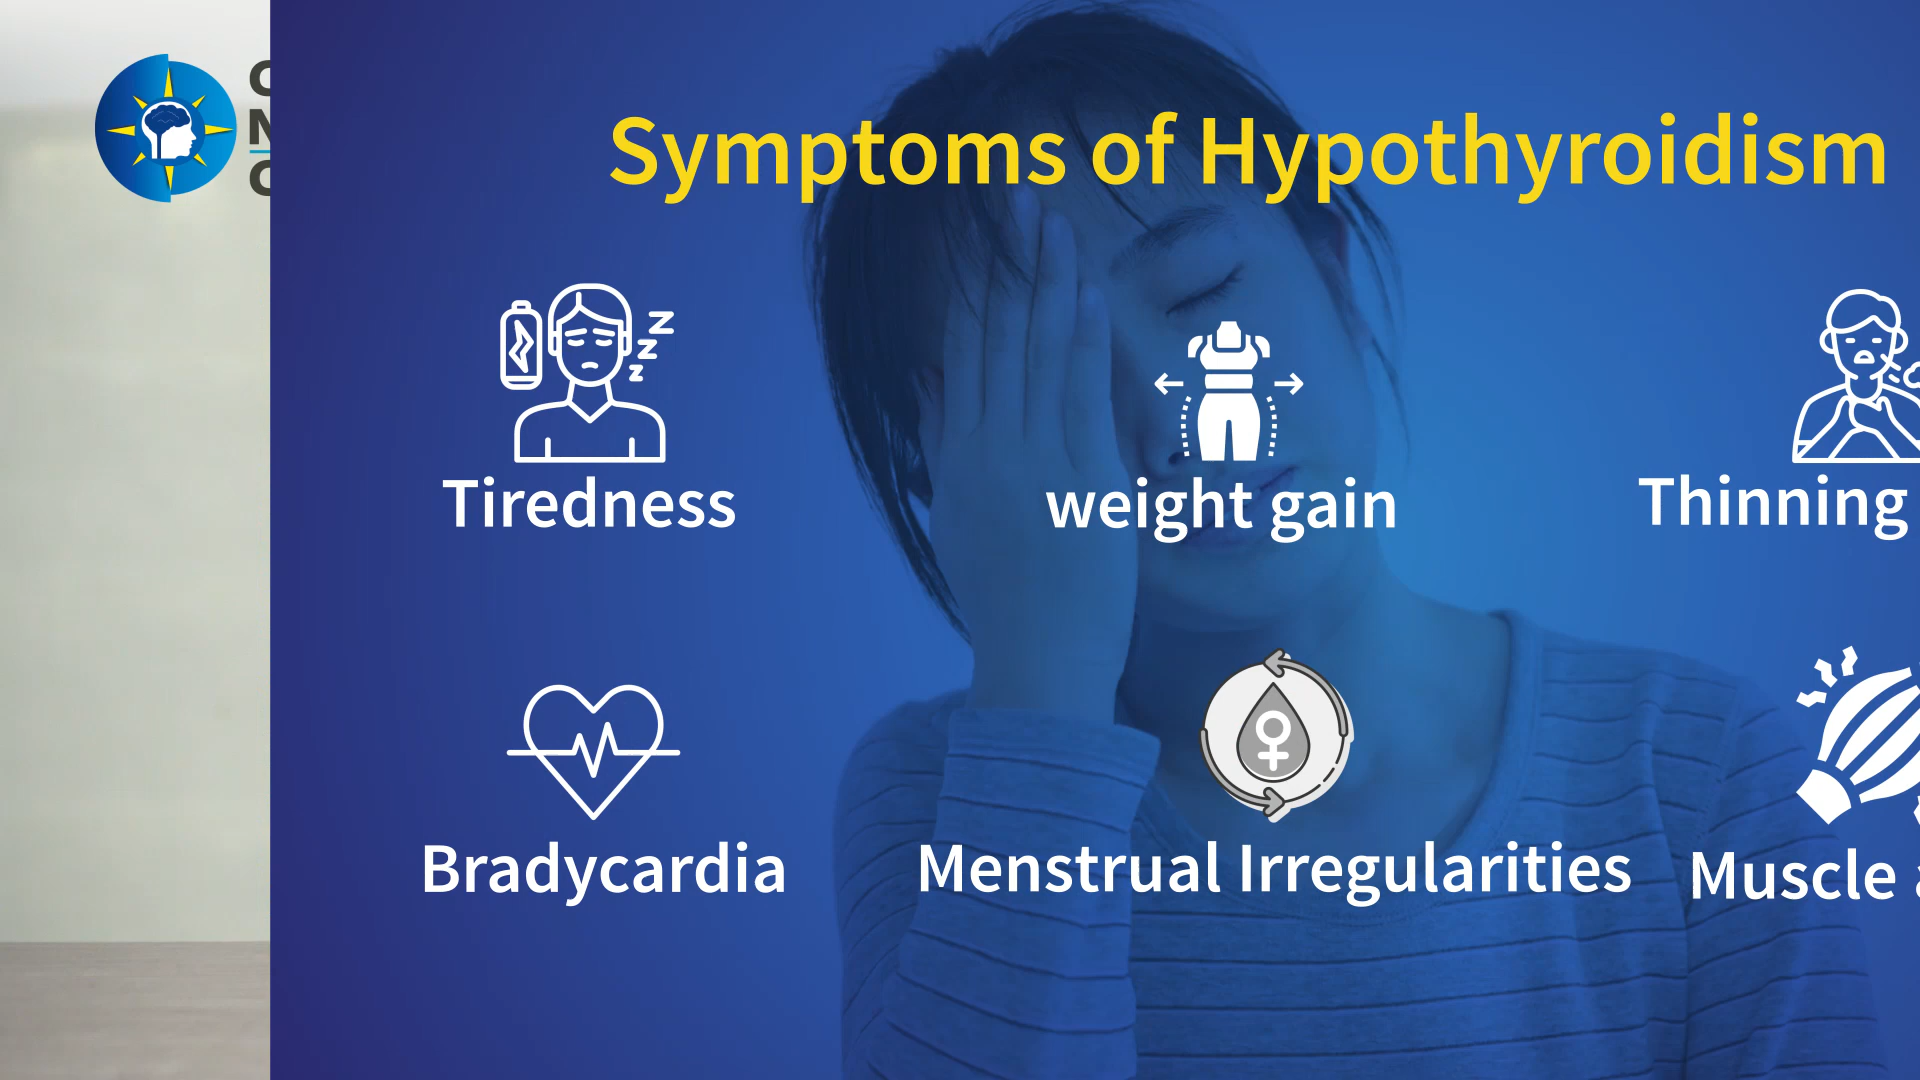 Symptoms of Hypothyroidism
Tiredness
weight gain
Thinning
Bradycardia
Menstrual Irregularities
Muscle